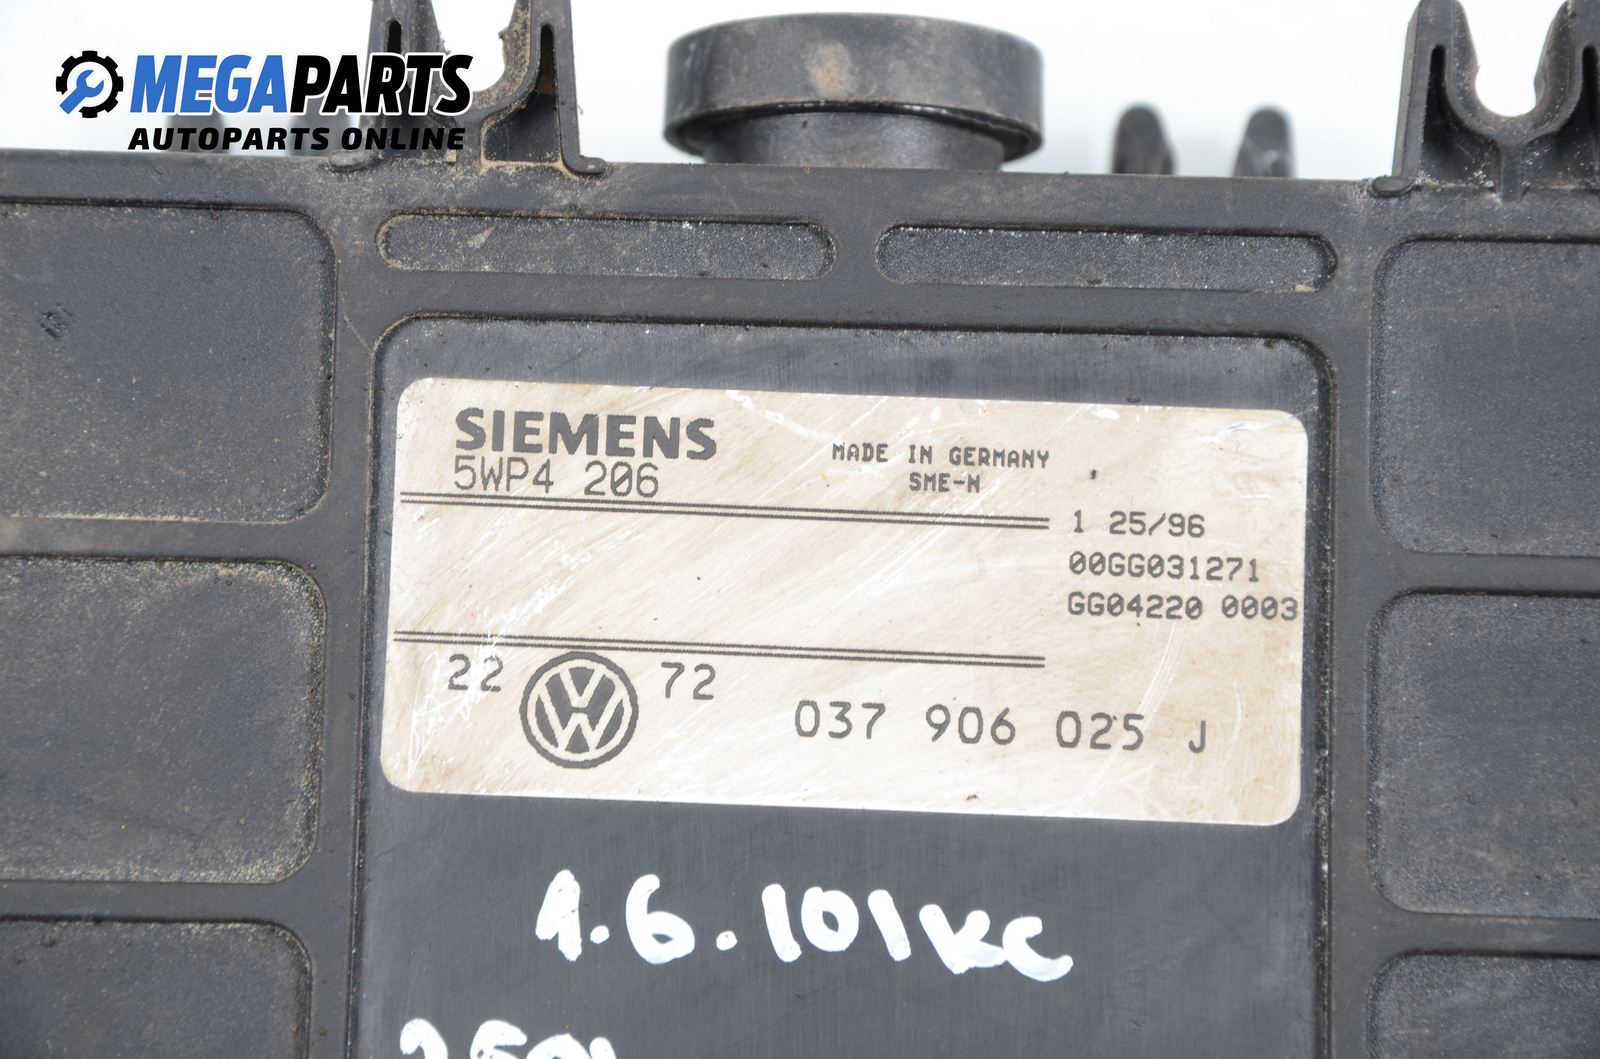 MEGAPARTS
AUTOPARTS ONLINE
SIEMENS
5WP4 206
MADE IN GERMANY
SME-N
1 25/96
00GG031271
GG04220 0003
22 72
037 906 025 J
1.6.101KC